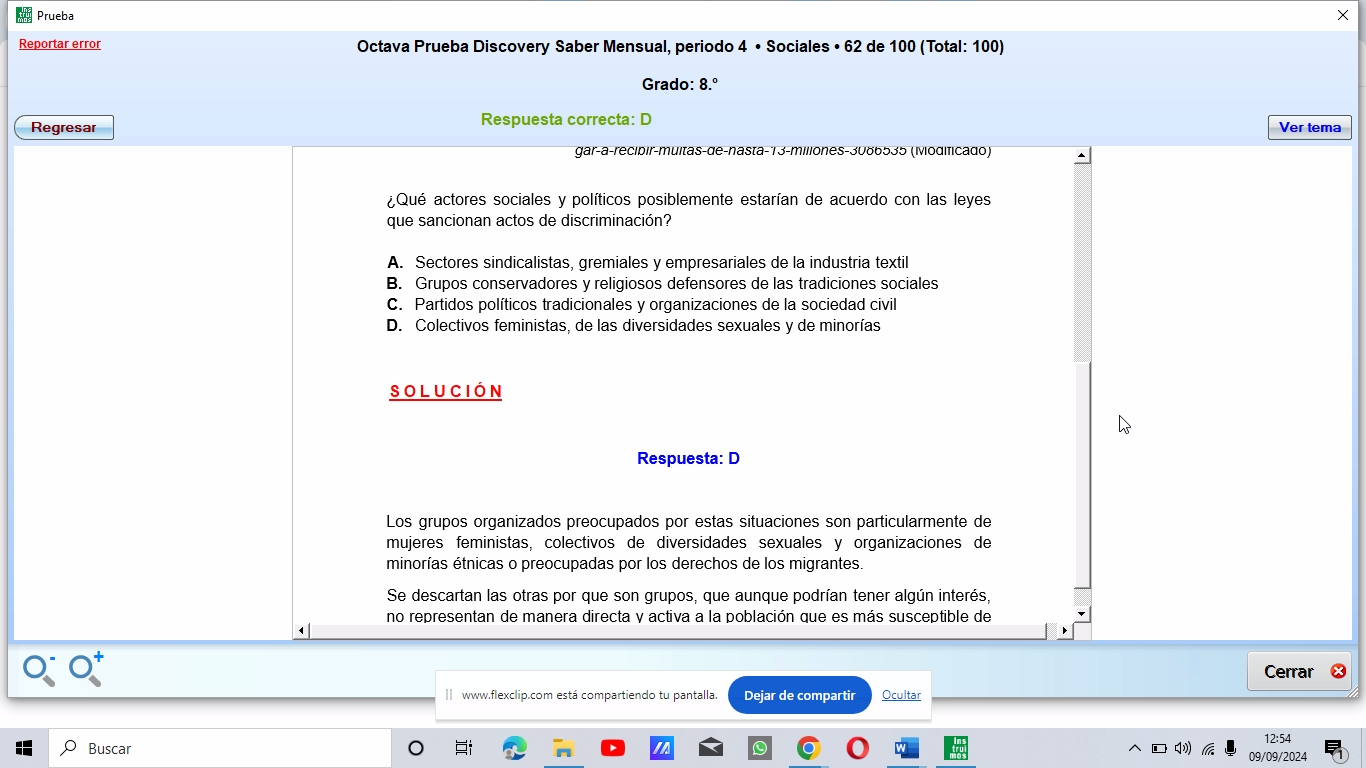 Prueba
Reportar error
Octava Prueba Discovery Saber Mensual, periodo 4 • Sociales • 62 de 100 (Total: 100)
Grado: 8.°
Respuesta correcta: D
Regresar
Ver tema
gar-a-recibir-multas-de-hasta-13-millones-3086535 (Modificado)
¿Qué actores sociales y políticos posiblemente estarían de acuerdo con las leyes
que sancionan actos de discriminación?
A. Sectores sindicalistas, gremiales y empresariales de la industria textil
B. Grupos conservadores y religiosos defensores de las tradiciones sociales
C. Partidos políticos tradicionales y organizaciones de la sociedad civil
D. Colectivos feministas, de las diversidades sexuales y de minorías
SOLUCIÓN
Respuesta: D
Los grupos organizados preocupados por estas situaciones son particularmente de
mujeres feministas, colectivos de diversidades sexuales y organizaciones de
minorías étnicas o preocupadas por los derechos de los migrantes.
Se descartan las otras por que son grupos, que aunque podrían tener algún interés,
no representan de manera directa y activa a la población que es más susceptible de
Cerrar
www.flexclip.com está compartiendo tu pantalla.
Dejar de compartir
Ocultar
Buscar
12:54
09/09/2024
1
Ins
trui
mos